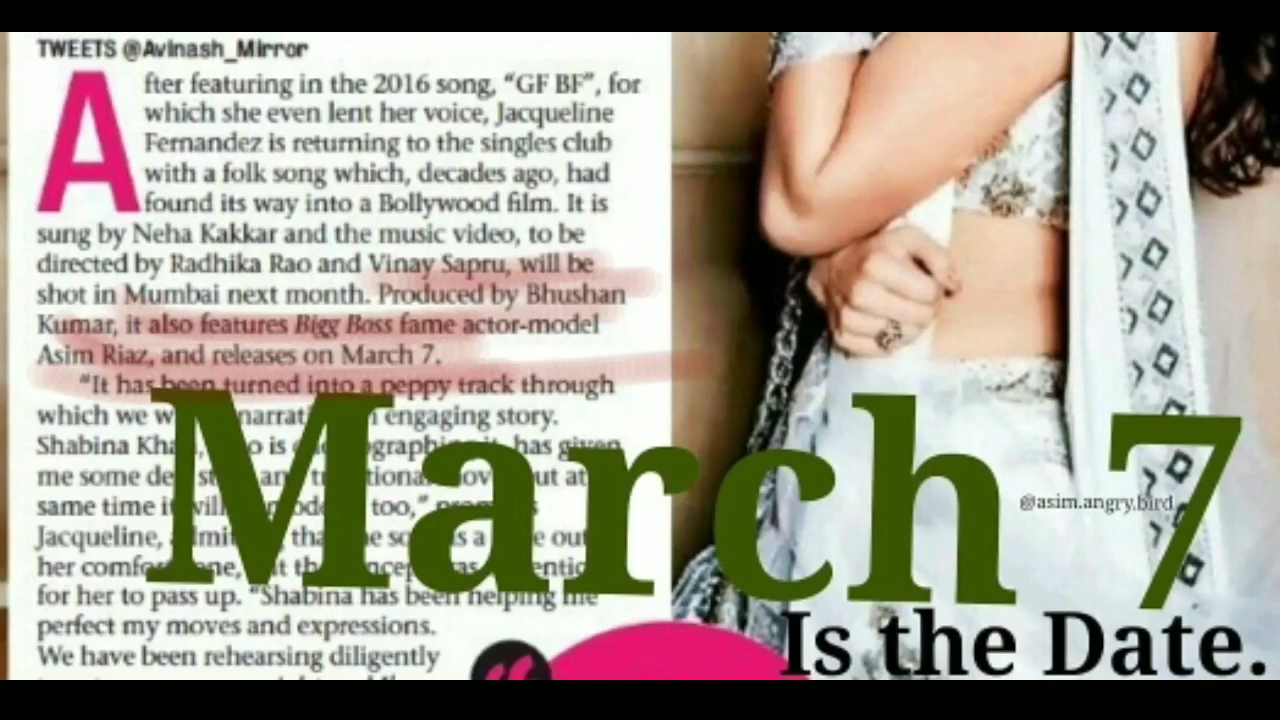 TWEETS @Avinash_Mirror
After featuring in the 2016 song, “GF BF”, for
which she even lent her voice, Jacqueline
Fernandez is returning to the singles club
with a folk song which, decades ago, had
found its way into a Bollywood film. It is
sung by Neha Kakkar and the music video, to be
directed by Radhika Rao and Vinay Sapru, will be
shot in Mumbai next month. Produced by Bhushan
Kumar, it also features Bigg Boss fame actor-model
Asim Riaz, and releases on March 7.
“It has been turned into a peppy track through
which we engaging story.
Shabina is has given
me some
same time it will too,”
Jacqueline,
her
for her to pass up. “Shabina has been helping me
perfect my moves and expressions.
We have been rehearsing diligently
March 7
@asim.angry.bird
Is the Date.